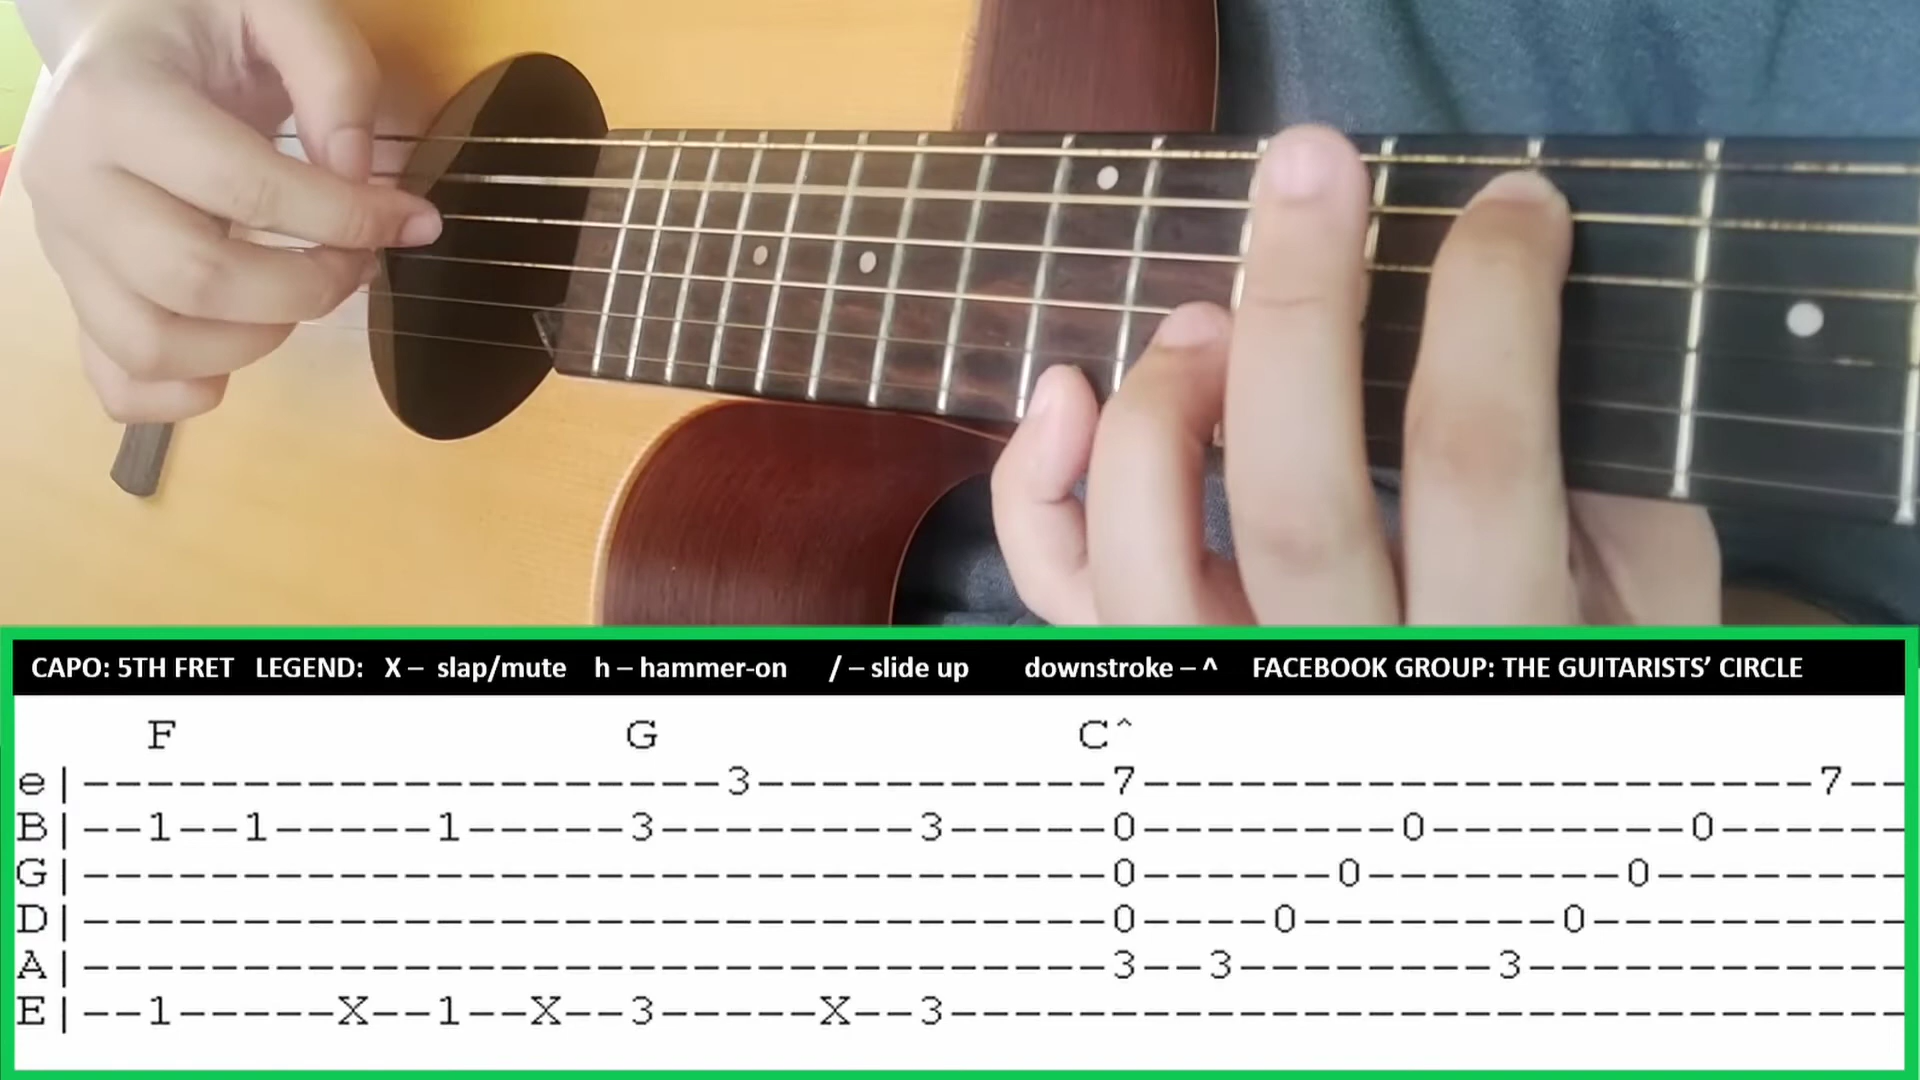 CAPO: 5TH FRET LEGEND: X – slap/mute h – hammer-on / – slide up downstroke – ^ FACEBOOK GROUP: THE GUITARISTS’ CIRCLE
F G C^
e|--------------------3-----------7---------------------7--
B|--1--1-----1-----3--------3-----0--------0--------0------
G|--------------------------------0------0--------0--------
D|--------------------------------0----0--------0----------
A|--------------------------------3--3--------3------------
E|--1-----X--1--X--3-----X--3------------------------------